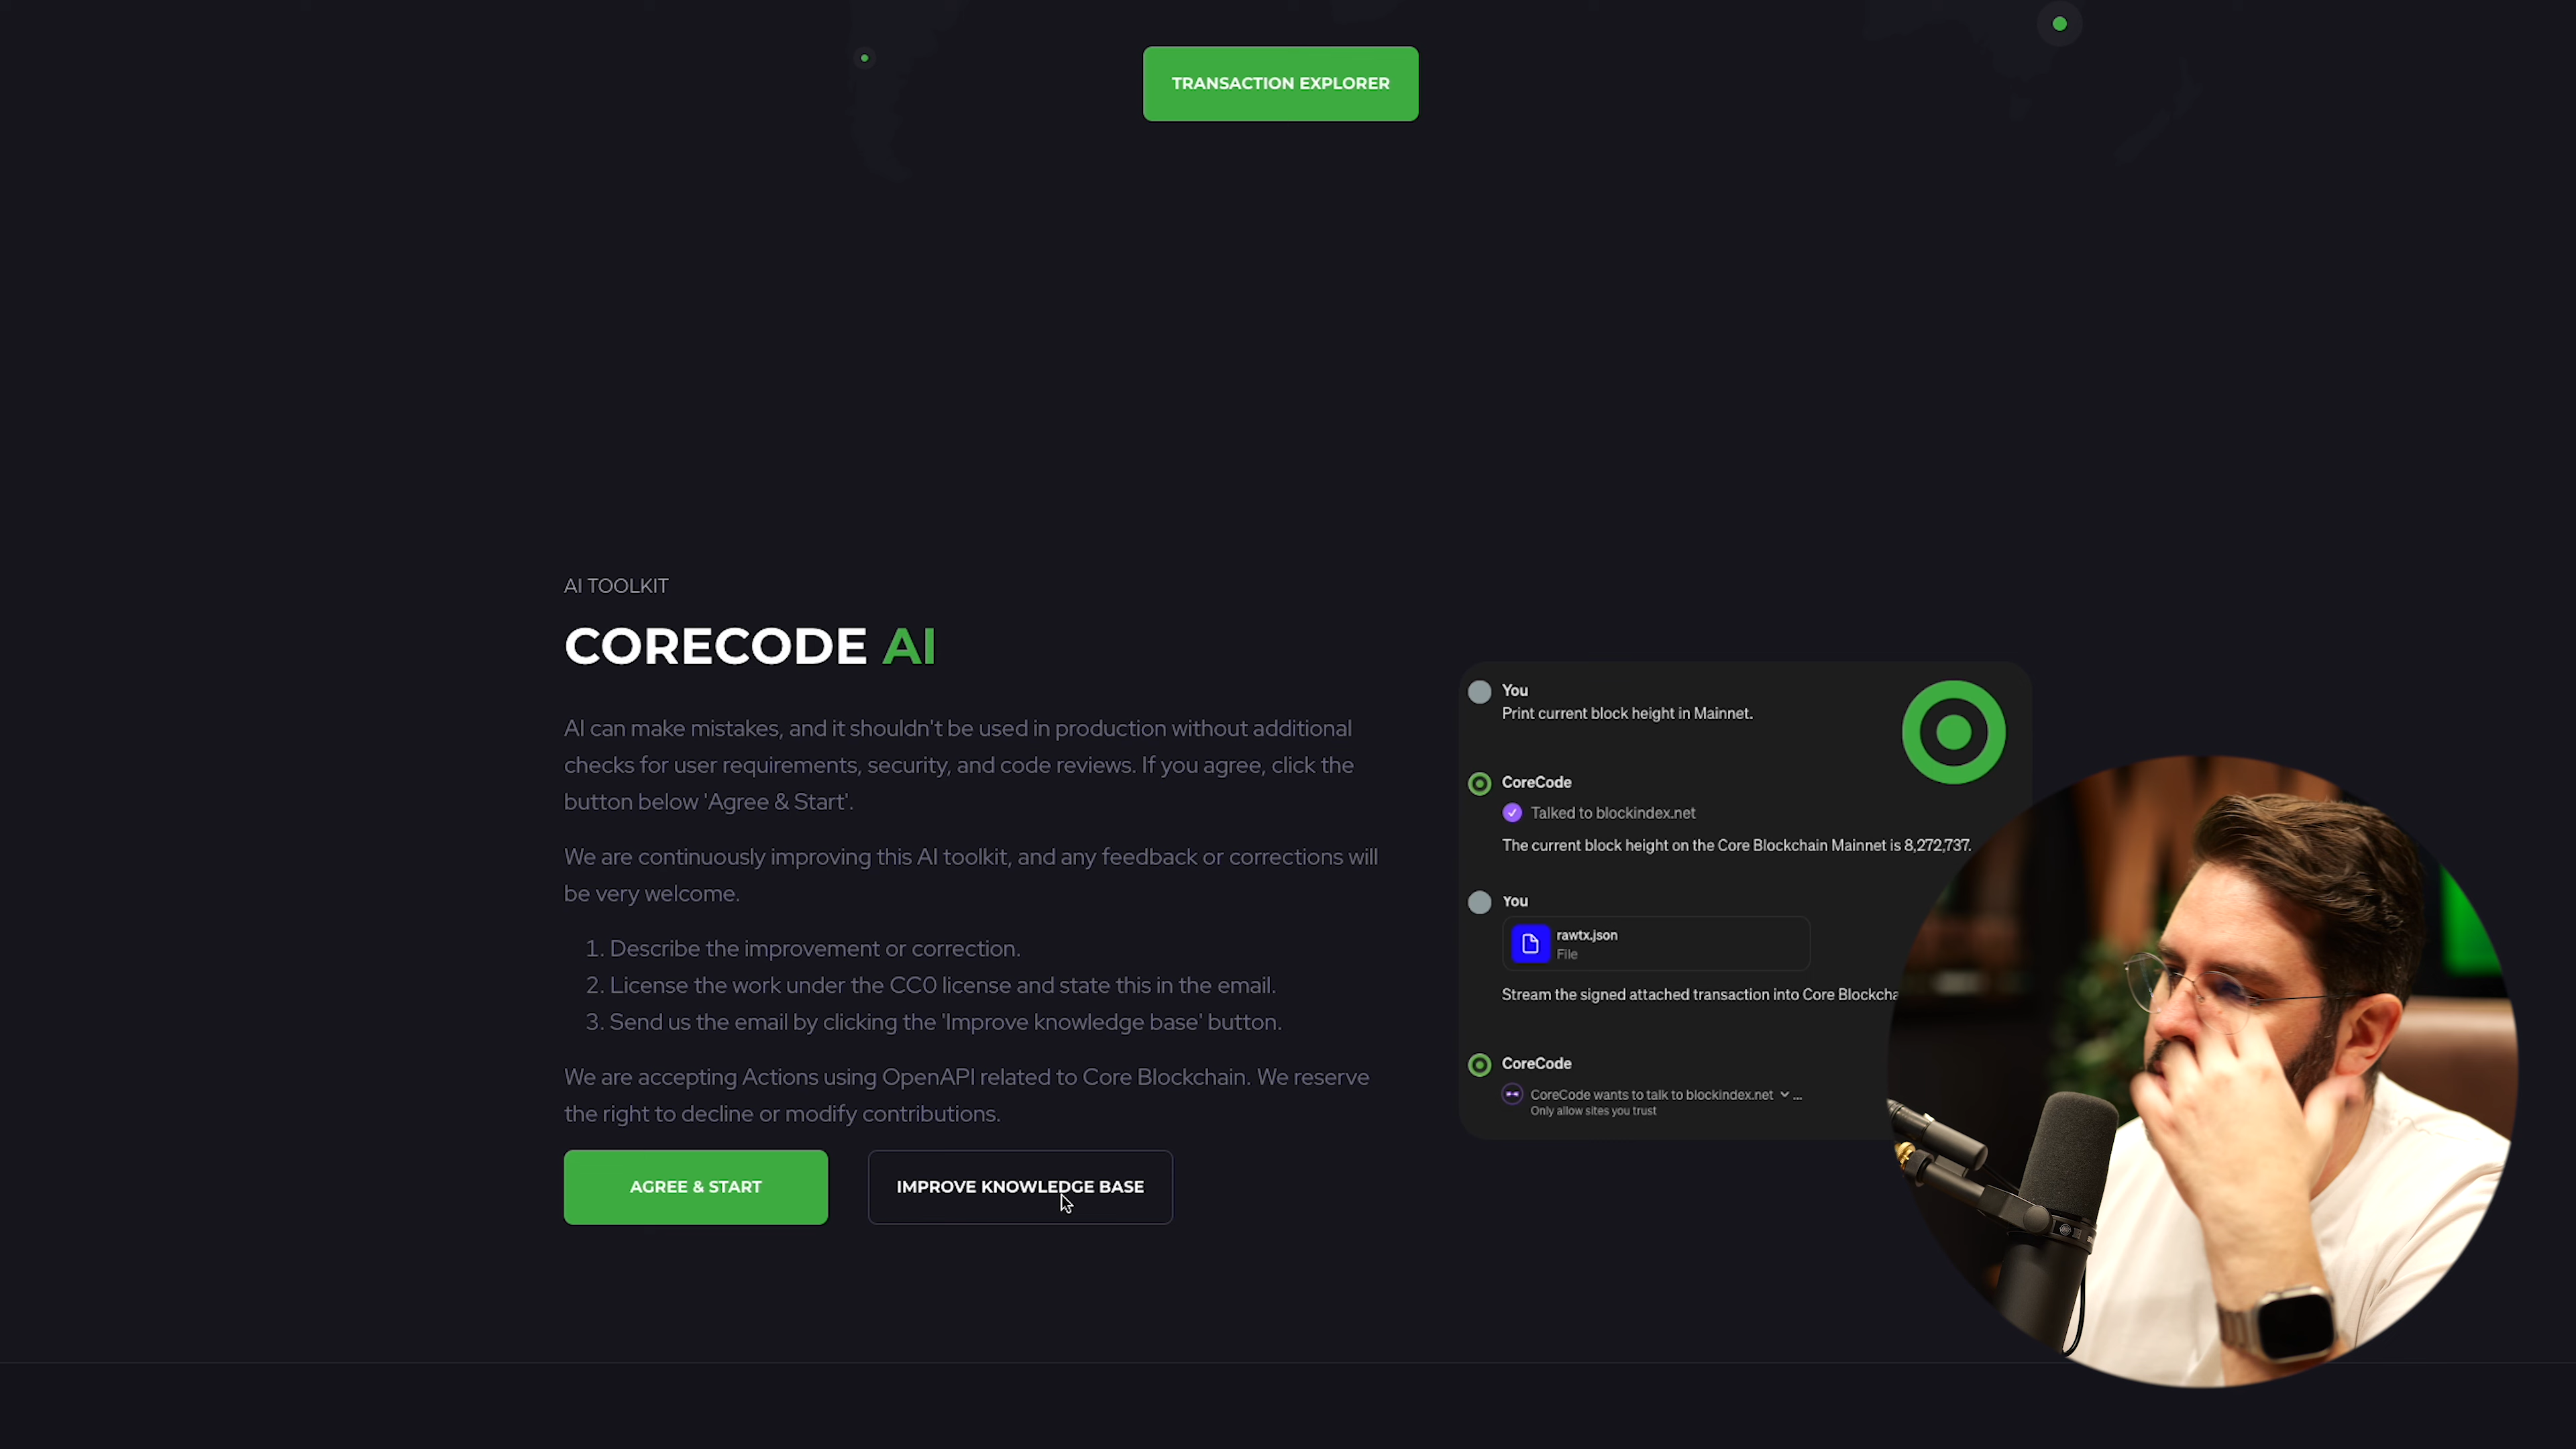 TRANSACTION EXPLORER
AI TOOLKIT
CORECODE AI
AI can make mistakes, and it shouldn't be used in production without additional
checks for user requirements, security, and code reviews. If you agree, click the
button below 'Agree & Start'.
We are continuously improving this AI toolkit, and any feedback or corrections will
be very welcome.
1. Describe the improvement or correction.
2. License the work under the CC0 license and state this in the email.
3. Send us the email by clicking the 'Improve knowledge base' button.
We are accepting Actions using OpenAPI related to Core Blockchain. We reserve
the right to decline or modify contributions.
AGREE & START
IMPROVE KNOWLEDGE BASE
You
Print current block height in Mainnet.
CoreCode
Talked to blockindex.net
The current block height on the Core Blockchain Mainnet is 8,272,737.
You
rawtx.json
File
Stream the signed attached transaction into Core Blockcha
CoreCode
CoreCode wants to talk to blockindex.net ...
Only allow sites you trust